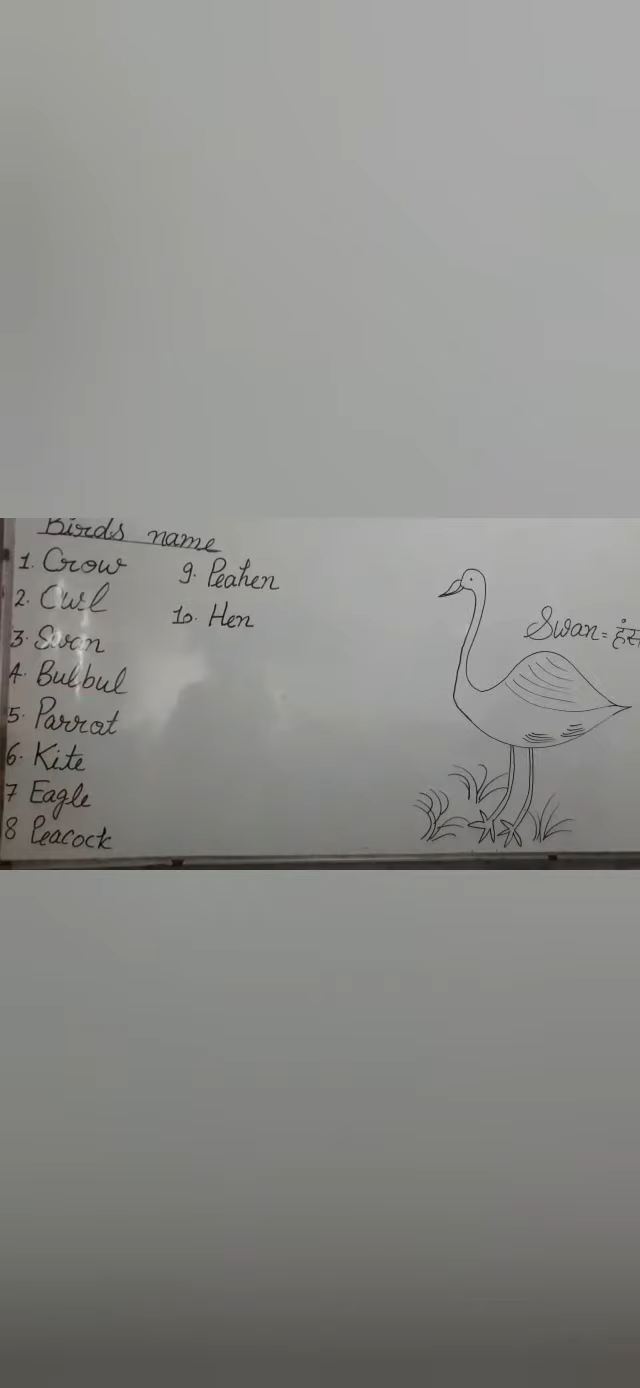 Birds name
1. Crow
2. Cwl
3. Swan
4. Bulbul
5. Parrot
6. Kite
7 Eagle
8 Peacock
9. Peahen
10. Hen
Swan = हंस